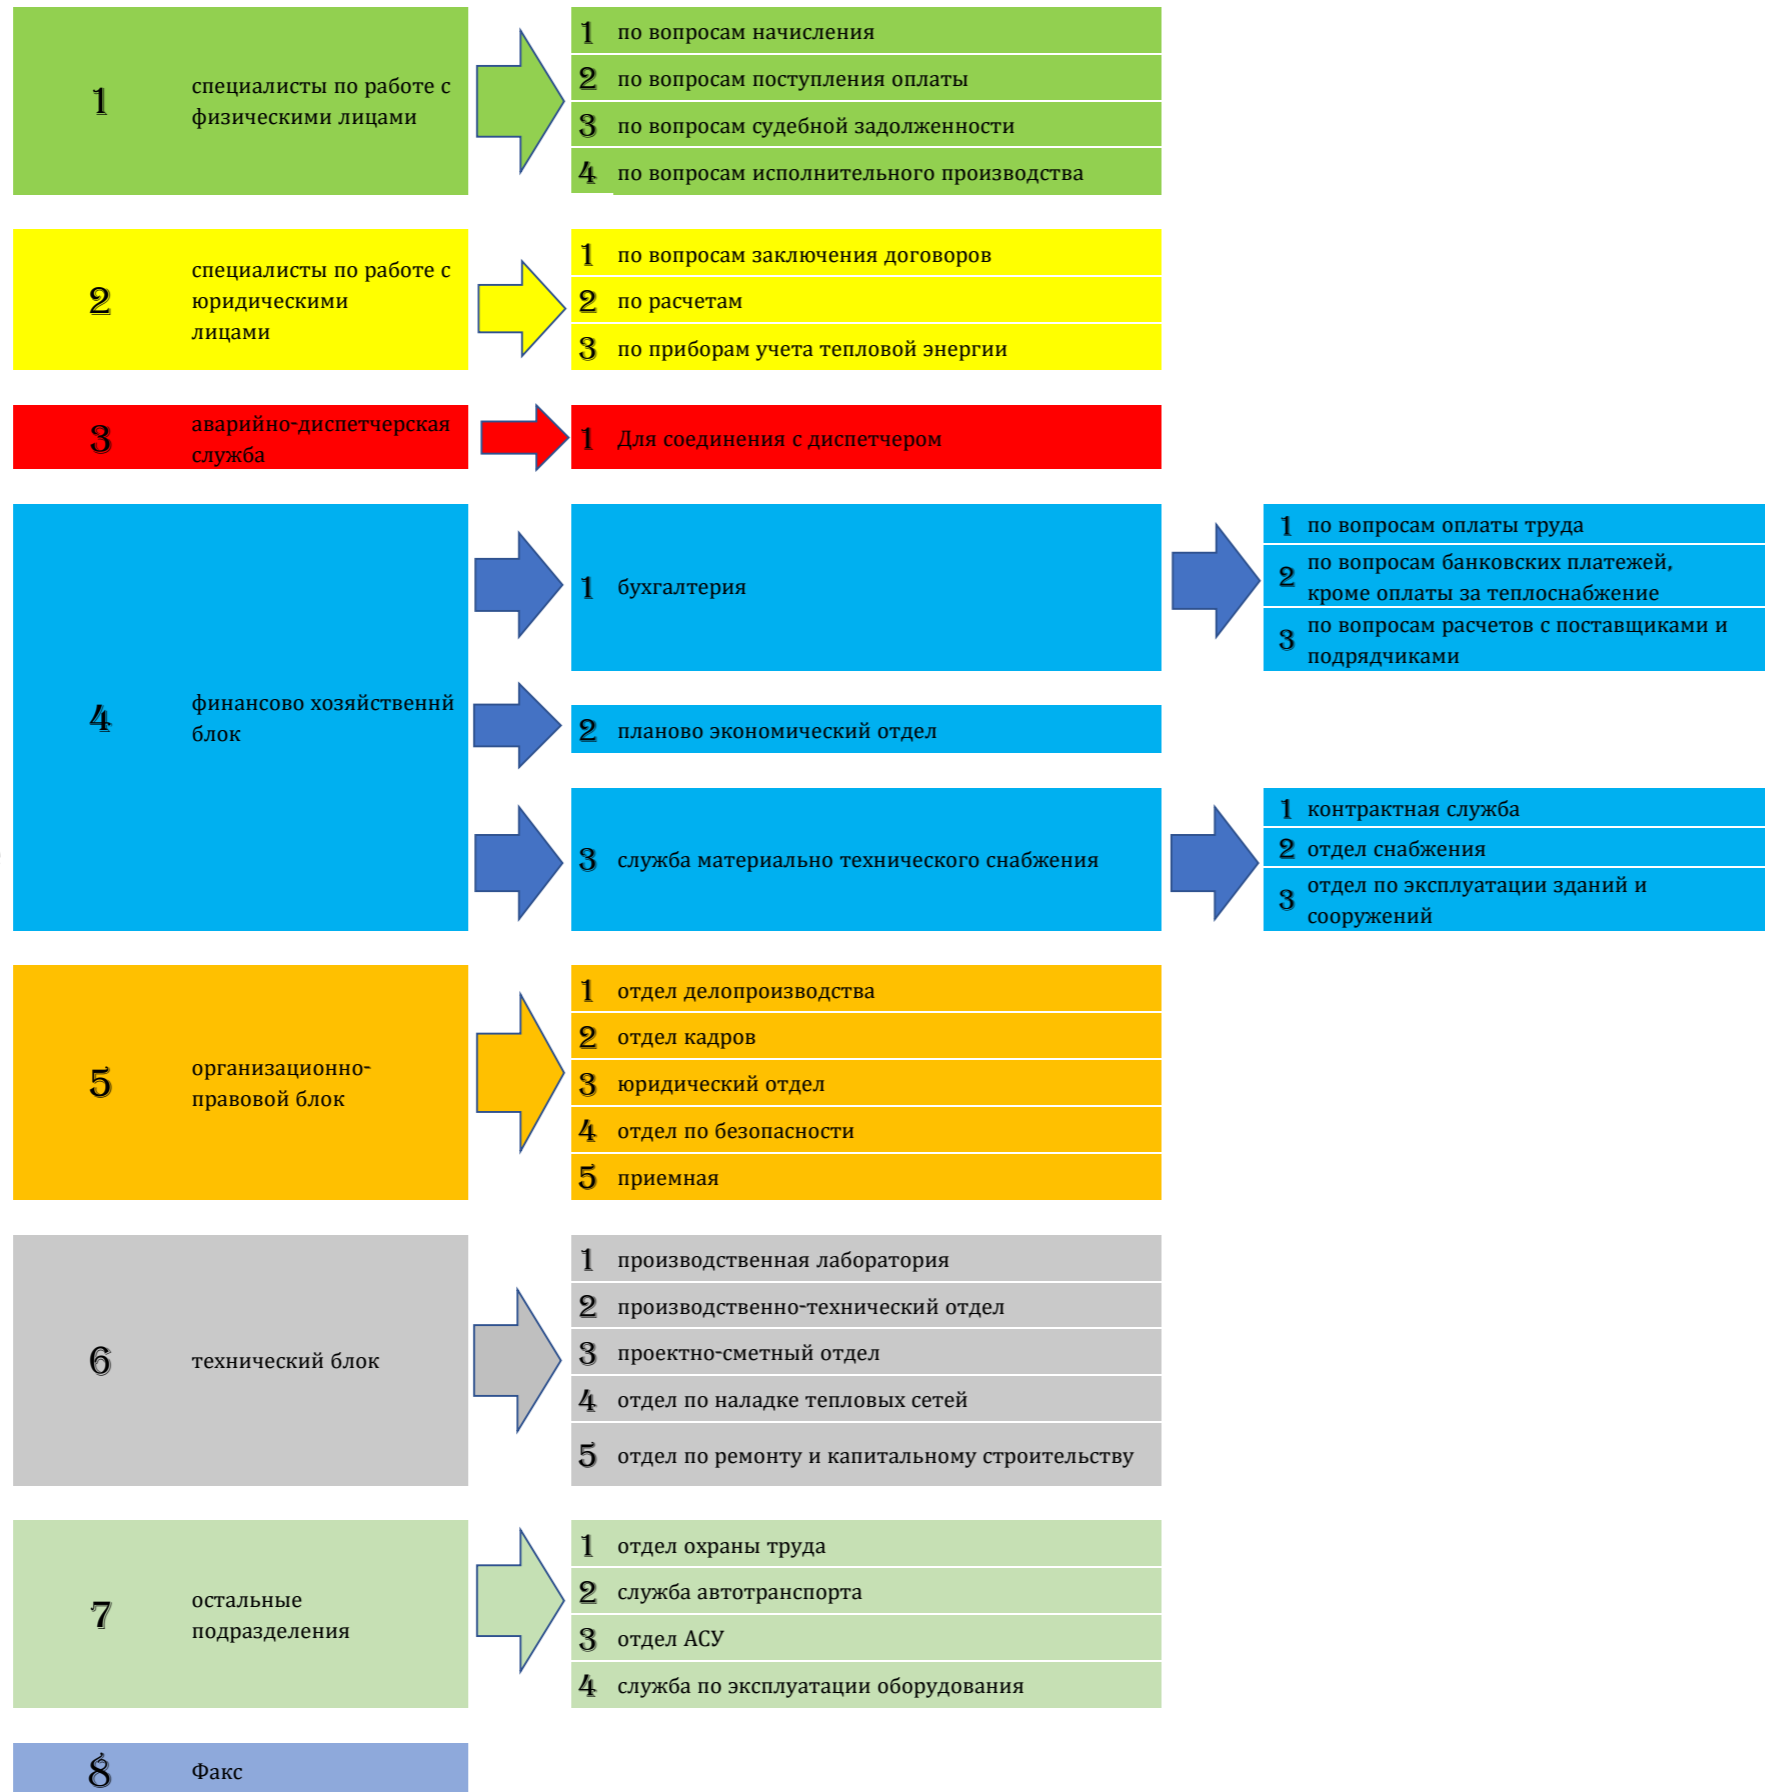 1
специалисты по работе с
физическими лицами
1 по вопросам начисления
2 по вопросам поступления оплаты
3 по вопросам судебной задолженности
4 по вопросам исполнительного производства
2
специалисты по работе с
юридическими
лицами
1 по вопросам заключения договоров
2 по расчетам
3 по приборам учета тепловой энергии
3
аварийно-диспетчерская
служба
1 Для соединения с диспетчером
4
финансово хозяйственнй
блок
1 бухгалтерия
1 по вопросам оплаты труда
2 по вопросам банковских платежей,
кроме оплаты за теплоснабжение
3 по вопросам расчетов с поставщиками и
подрядчиками
2 планово экономический отдел
3 служба материально технического снабжения
1 контрактная служба
2 отдел снабжения
3 отдел по эксплуатации зданий и
сооружений
5
организационно-
правовой блок
1 отдел делопроизводства
2 отдел кадров
3 юридический отдел
4 отдел по безопасности
5 приемная
6
технический блок
1 производственная лаборатория
2 производственно-технический отдел
3 проектно-сметный отдел
4 отдел по наладке тепловых сетей
5 отдел по ремонту и капитальному строительству
7
остальные
подразделения
1 отдел охраны труда
2 служба автотранспорта
3 отдел АСУ
4 служба по эксплуатации оборудования
8 Факс